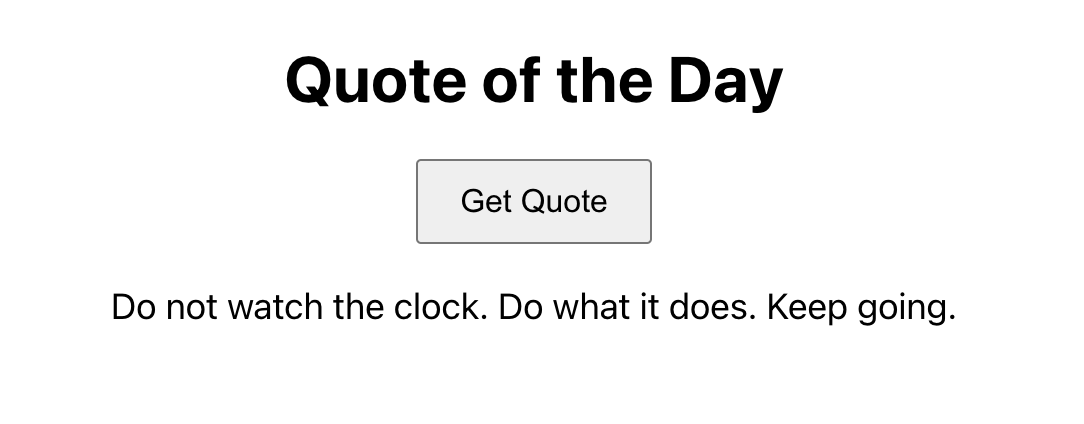 Quote of the Day
Get Quote
Do not watch the clock. Do what it does. Keep going.